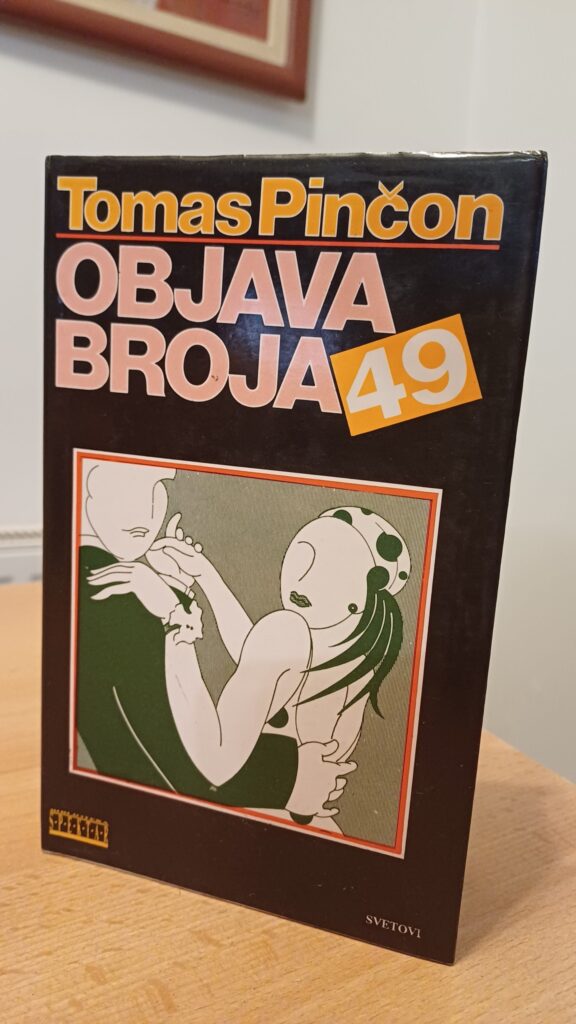 Tomas Pinčon
OBJAVA
BROJA 49
SVETOVI